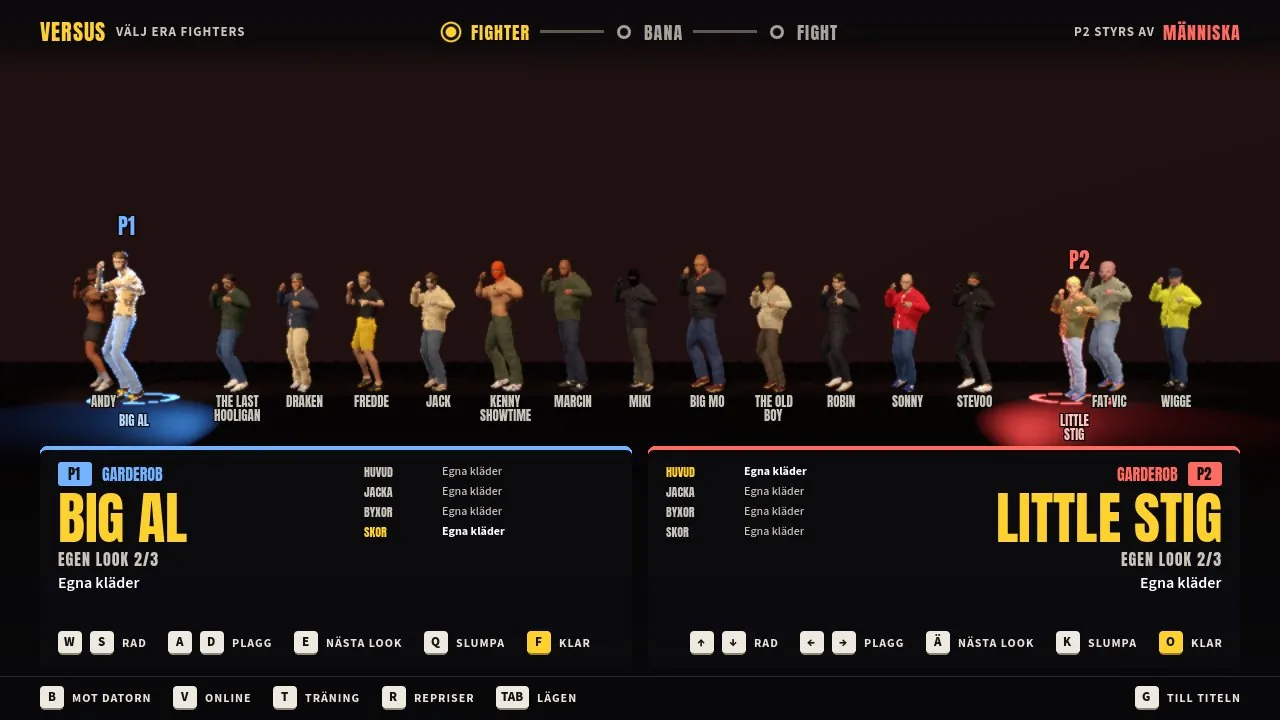 VERSUS VÄLJ ERA FIGHTERS
FIGHTER BANA FIGHT
P2 STYRS AV MÄNNISKA
P1
P2
ANDY
BIG AL
THE LAST
HOOLIGAN
DRAKEN
FREDDE
JACK
KENNY
SHOWTIME
MARCIN
MIKI
BIG MO
THE OLD
BOY
ROBIN
SONNY
STEVOO
LITTLE
STIG
FAT VIC
WIGGE
P1 GARDEROB
BIG AL
EGEN LOOK 2/3
Egna kläder
HUVUD Egna kläder
JACKA Egna kläder
BYXOR Egna kläder
SKOR Egna kläder
W S RAD A D PLAGG E NÄSTA LOOK Q SLUMPA F KLAR
HUVUD Egna kläder
JACKA Egna kläder
BYXOR Egna kläder
SKOR Egna kläder
GARDEROB P2
LITTLE STIG
EGEN LOOK 2/3
Egna kläder
↑ ↓ RAD ← → PLAGG Ä NÄSTA LOOK K SLUMPA O KLAR
B MOT DATORN V ONLINE T TRÄNING R REPRISER TAB LÄGEN
G TILL TITELN